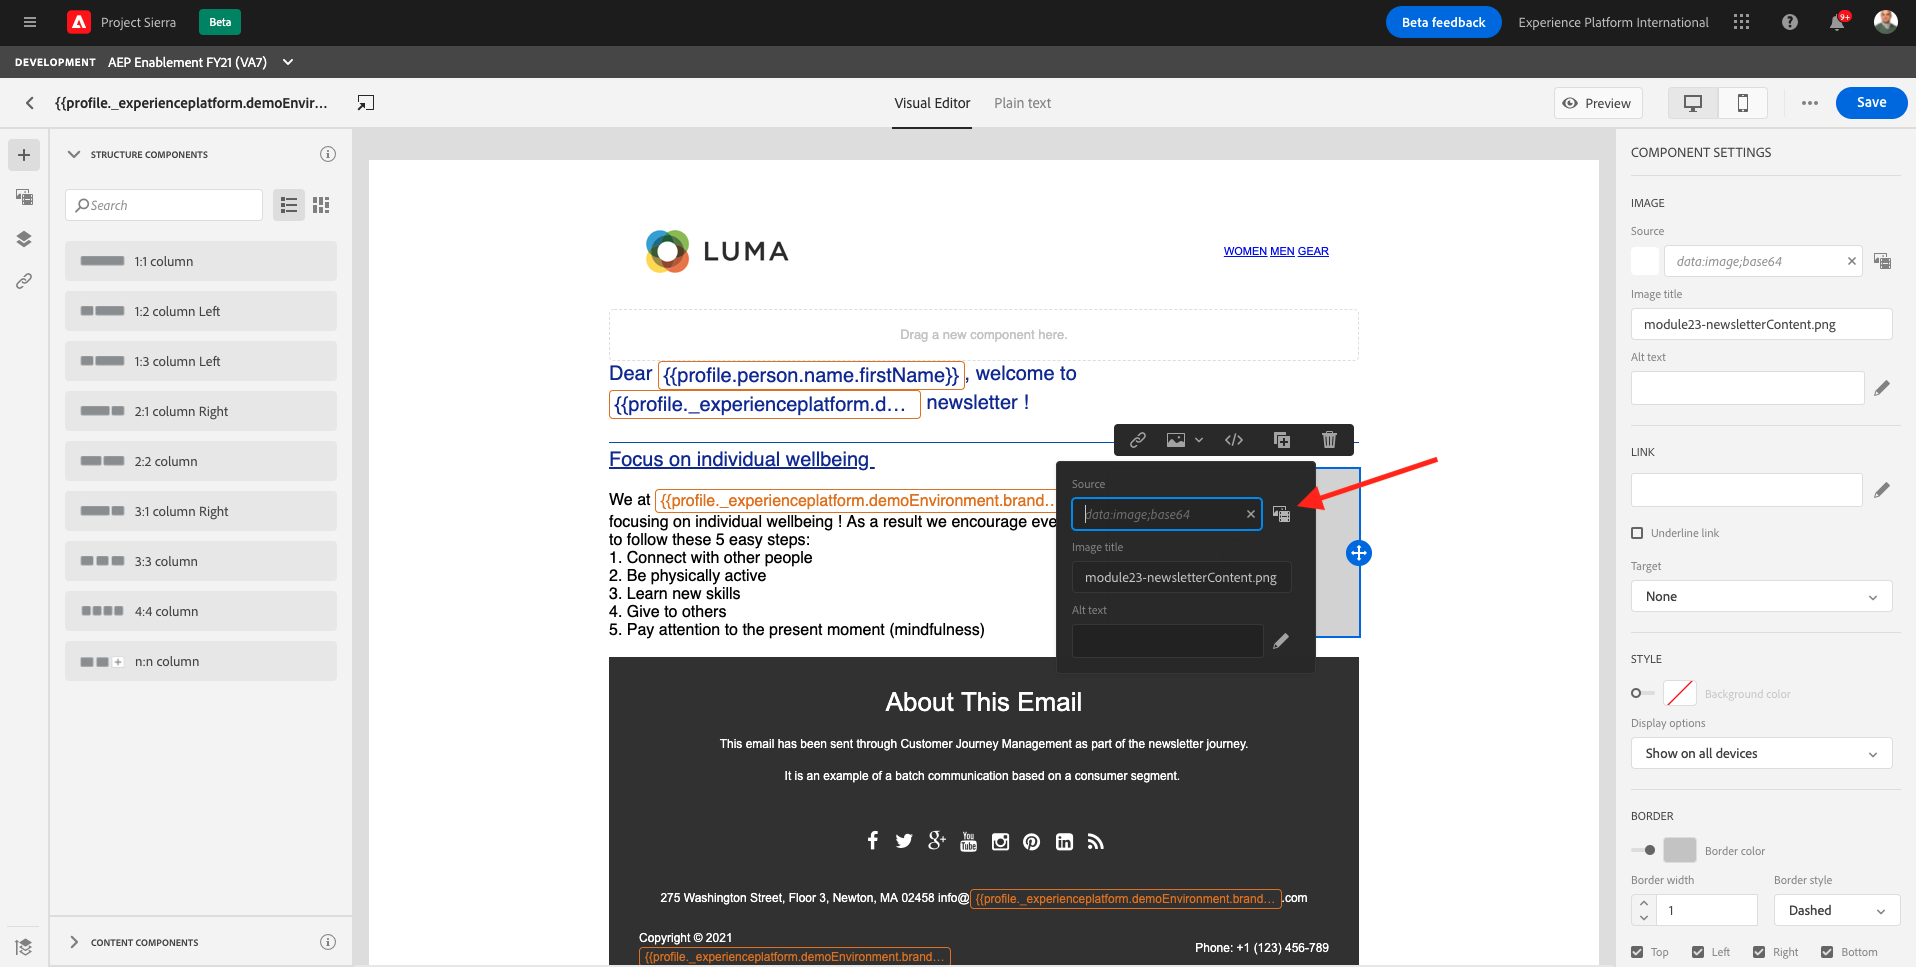 Project Sierra
Beta
Beta feedback
Experience Platform International
9+
DEVELOPMENT
AEP Enablement FY21 (VA7)
{{profile._experienceplatform.demoEnvir...
Visual Editor
Plain text
Preview
Save
STRUCTURE COMPONENTS
Search
1:1 column
1:2 column Left
1:3 column Left
2:1 column Right
2:2 column
3:1 column Right
3:3 column
4:4 column
n:n column
CONTENT COMPONENTS
LUMA
WOMEN MEN GEAR
Drag a new component here.
Dear {{profile.person.name.firstName}}, welcome to
{{profile._experienceplatform.d... newsletter !
Focus on individual wellbeing
We at {{profile._experienceplatform.demoEnvironment.brand...
focusing on individual wellbeing ! As a result we encourage eve
to follow these 5 easy steps:
1. Connect with other people
2. Be physically active
3. Learn new skills
4. Give to others
5. Pay attention to the present moment (mindfulness)
Source
data:image;base64
Image title
module23-newsletterContent.png
Alt text
About This Email
This email has been sent through Customer Journey Management as part of the newsletter journey.
It is an example of a batch communication based on a consumer segment.
You
Tube
275 Washington Street, Floor 3, Newton, MA 02458 info@{{profile._experienceplatform.demoEnvironment.brand....com
Copyright © 2021
{{profile._experienceplatform.demoEnvironment.brand...
Phone: +1 (123) 456-789
COMPONENT SETTINGS
IMAGE
Source
data:image;base64
Image title
module23-newsletterContent.png
Alt text
LINK
Underline link
Target
None
STYLE
Background color
Display options
Show on all devices
BORDER
Border color
Border width
Border style
1
Dashed
Top
Left
Right
Bottom